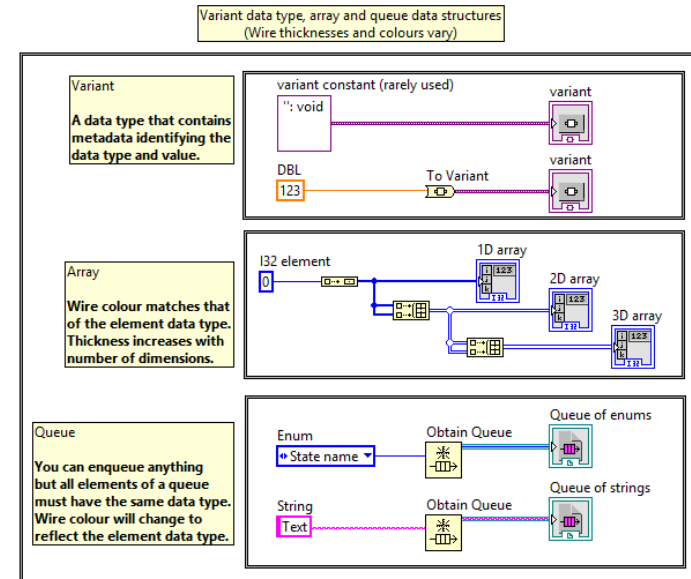 Variant data type, array and queue data structures
(Wire thicknesses and colours vary)
Variant
A data type that contains
metadata identifying the
data type and value.
variant constant (rarely used)
'': void
variant
DBL
123
To Variant
variant
Array
Wire colour matches that
of the element data type.
Thickness increases with
number of dimensions.
I32 element
0
1D array
i
j
k
123
I32
2D array
i
j
k
123
I32
3D array
i
j
k
123
I32
Queue
You can enqueue anything
but all elements of a queue
must have the same data type.
Wire colour will change to
reflect the element data type.
Enum
State name
Obtain Queue
Queue of enums
String
Text
Obtain Queue
Queue of strings